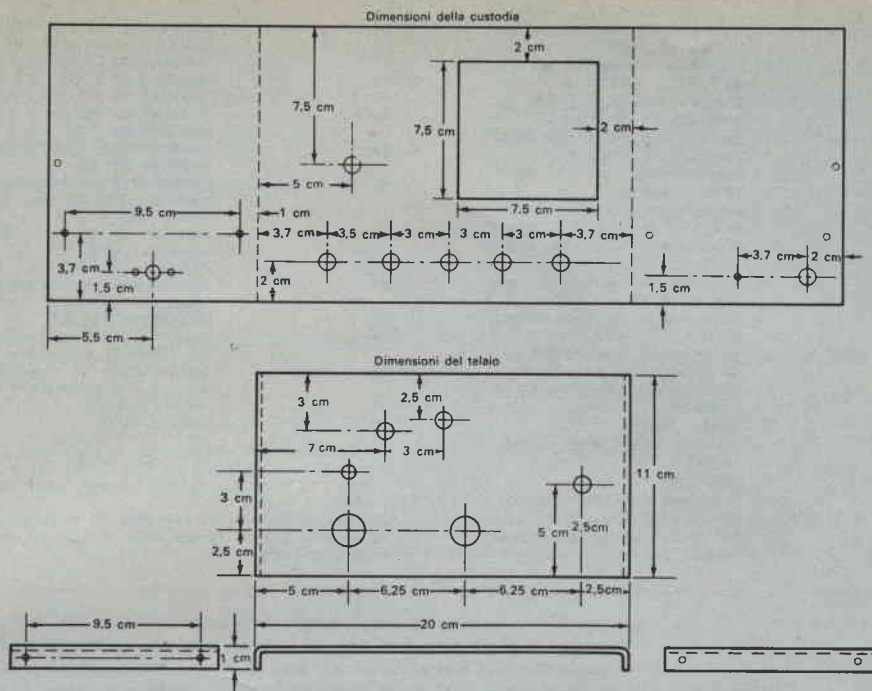 Dimensioni della custodia
2 cm
7,5 cm
7,5 cm
2 cm
5 cm
7.5 cm
9.5 cm
1 cm
3,7 cm
3,5 cm
3 cm
3 cm
3 cm
3,7 cm
3,7 cm
1.5 cm
2 cm
3.7 cm
2 cm
1.5 cm
5.5 cm
Dimensioni del telaio
3 cm
2,5 cm
7 cm
3 cm
11 cm
3 cm
5 cm
2,5cm
2,5 cm
5 cm
6,25 cm
6,25 cm
2,5cm
9.5 cm
20 cm
1 cm